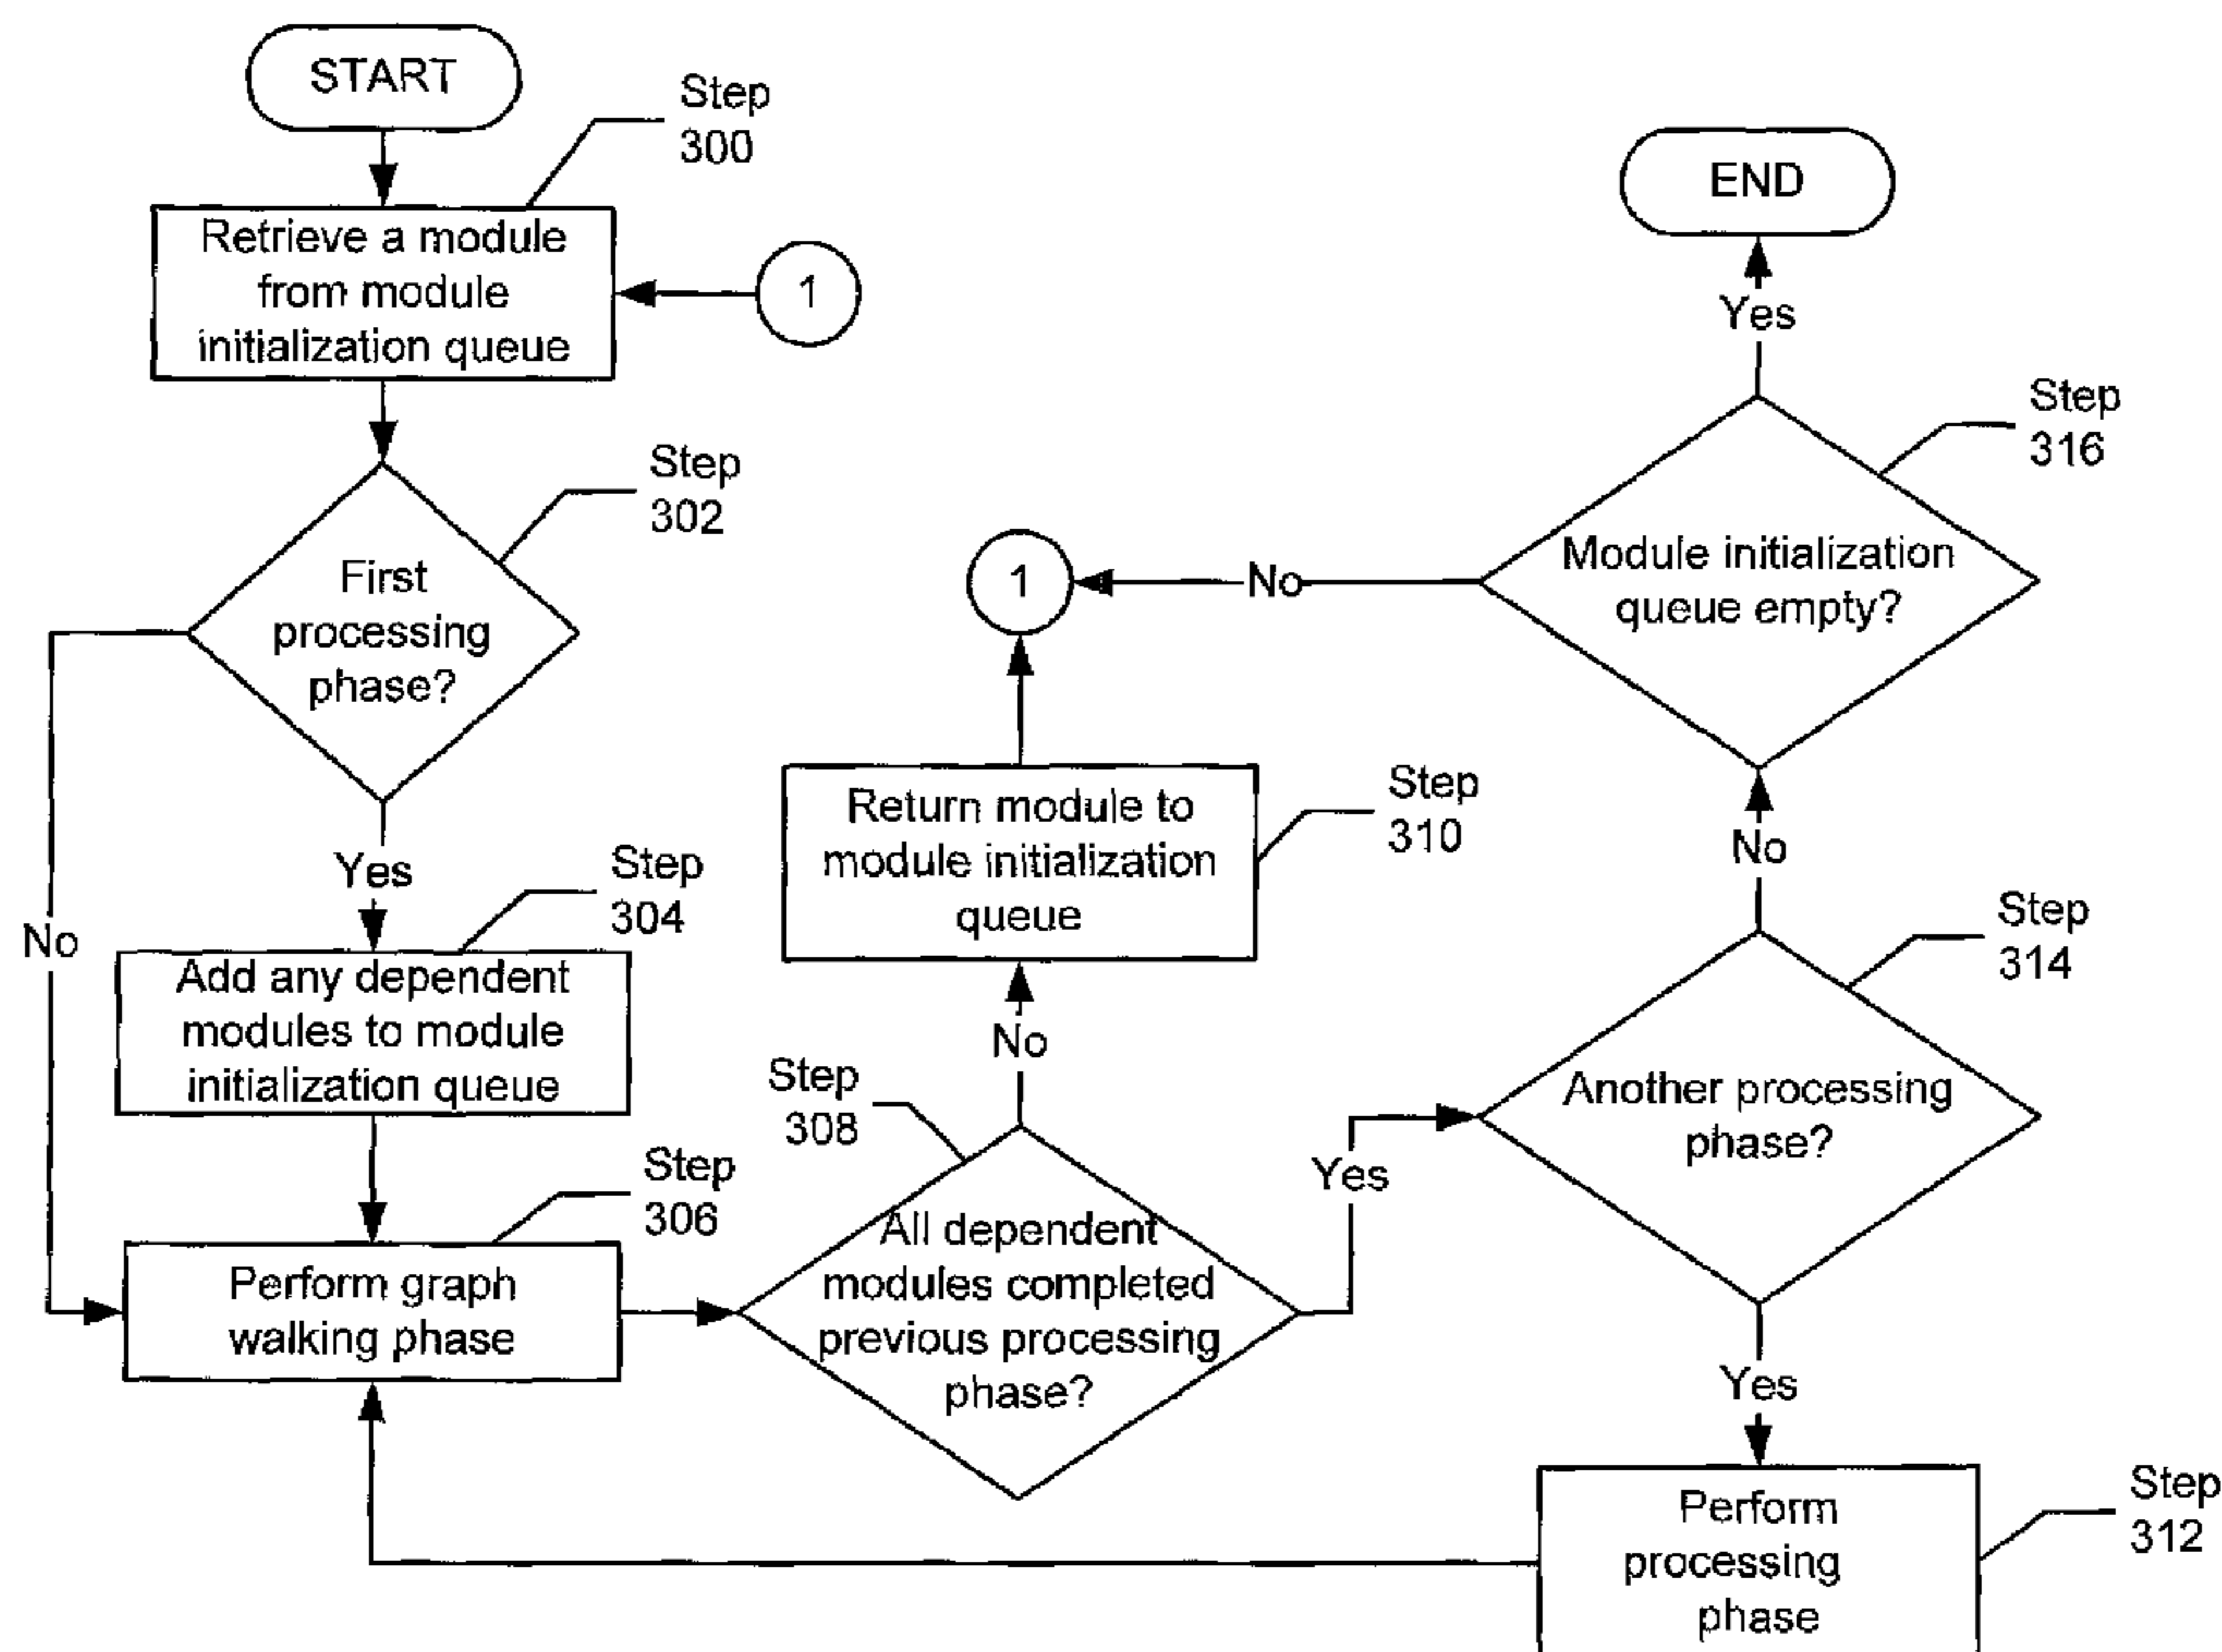 START
Step
300
Retrieve a module
from module
initialization queue
1
Step
302
First
processing
phase?
Yes
No
Step
304
Add any dependent
modules to module
initialization queue
Step
306
Perform graph
walking phase
Step
308
All dependent
modules completed
previous processing
phase?
No
Step
310
Return module to
module initialization
queue
1
No
Yes
END
Yes
Step
316
Module initialization
queue empty?
No
Step
314
Another processing
phase?
Yes
Step
312
Perform
processing
phase